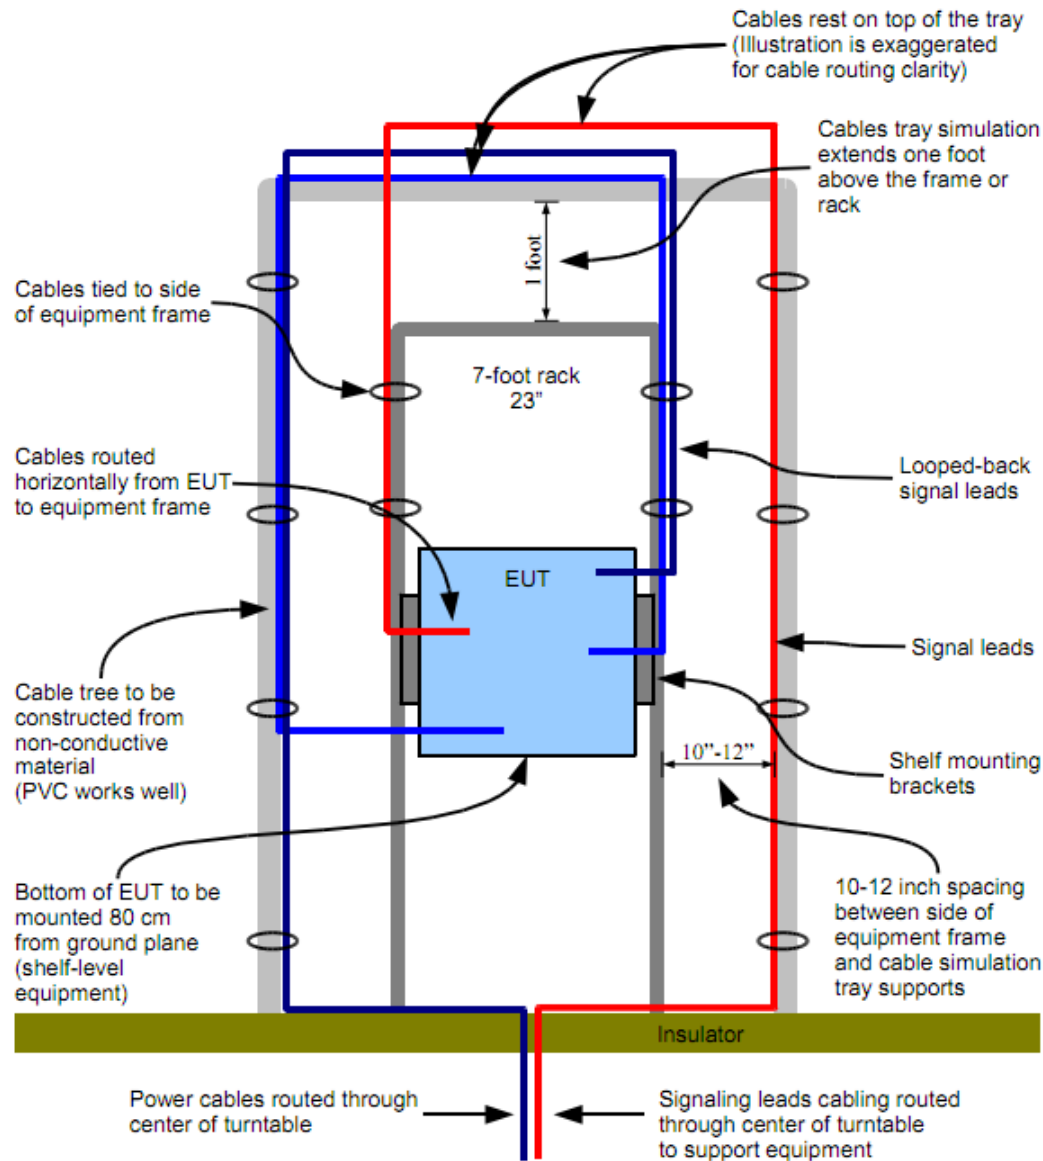 Cables rest on top of the tray
(Illustration is exaggerated
for cable routing clarity)
Cables tray simulation
extends one foot
above the frame or
rack
1 foot
Cables tied to side
of equipment frame
7-foot rack
23”
Cables routed
horizontally from EUT
to equipment frame
Looped-back
signal leads
EUT
Signal leads
Cable tree to be
constructed from
non-conductive
material
(PVC works well)
10”-12”
Shelf mounting
brackets
Bottom of EUT to be
mounted 80 cm
from ground plane
(shelf-level
equipment)
10-12 inch spacing
between side of
equipment frame
and cable simulation
tray supports
Insulator
Power cables routed through
center of turntable
Signaling leads cabling routed
through center of turntable
to support equipment